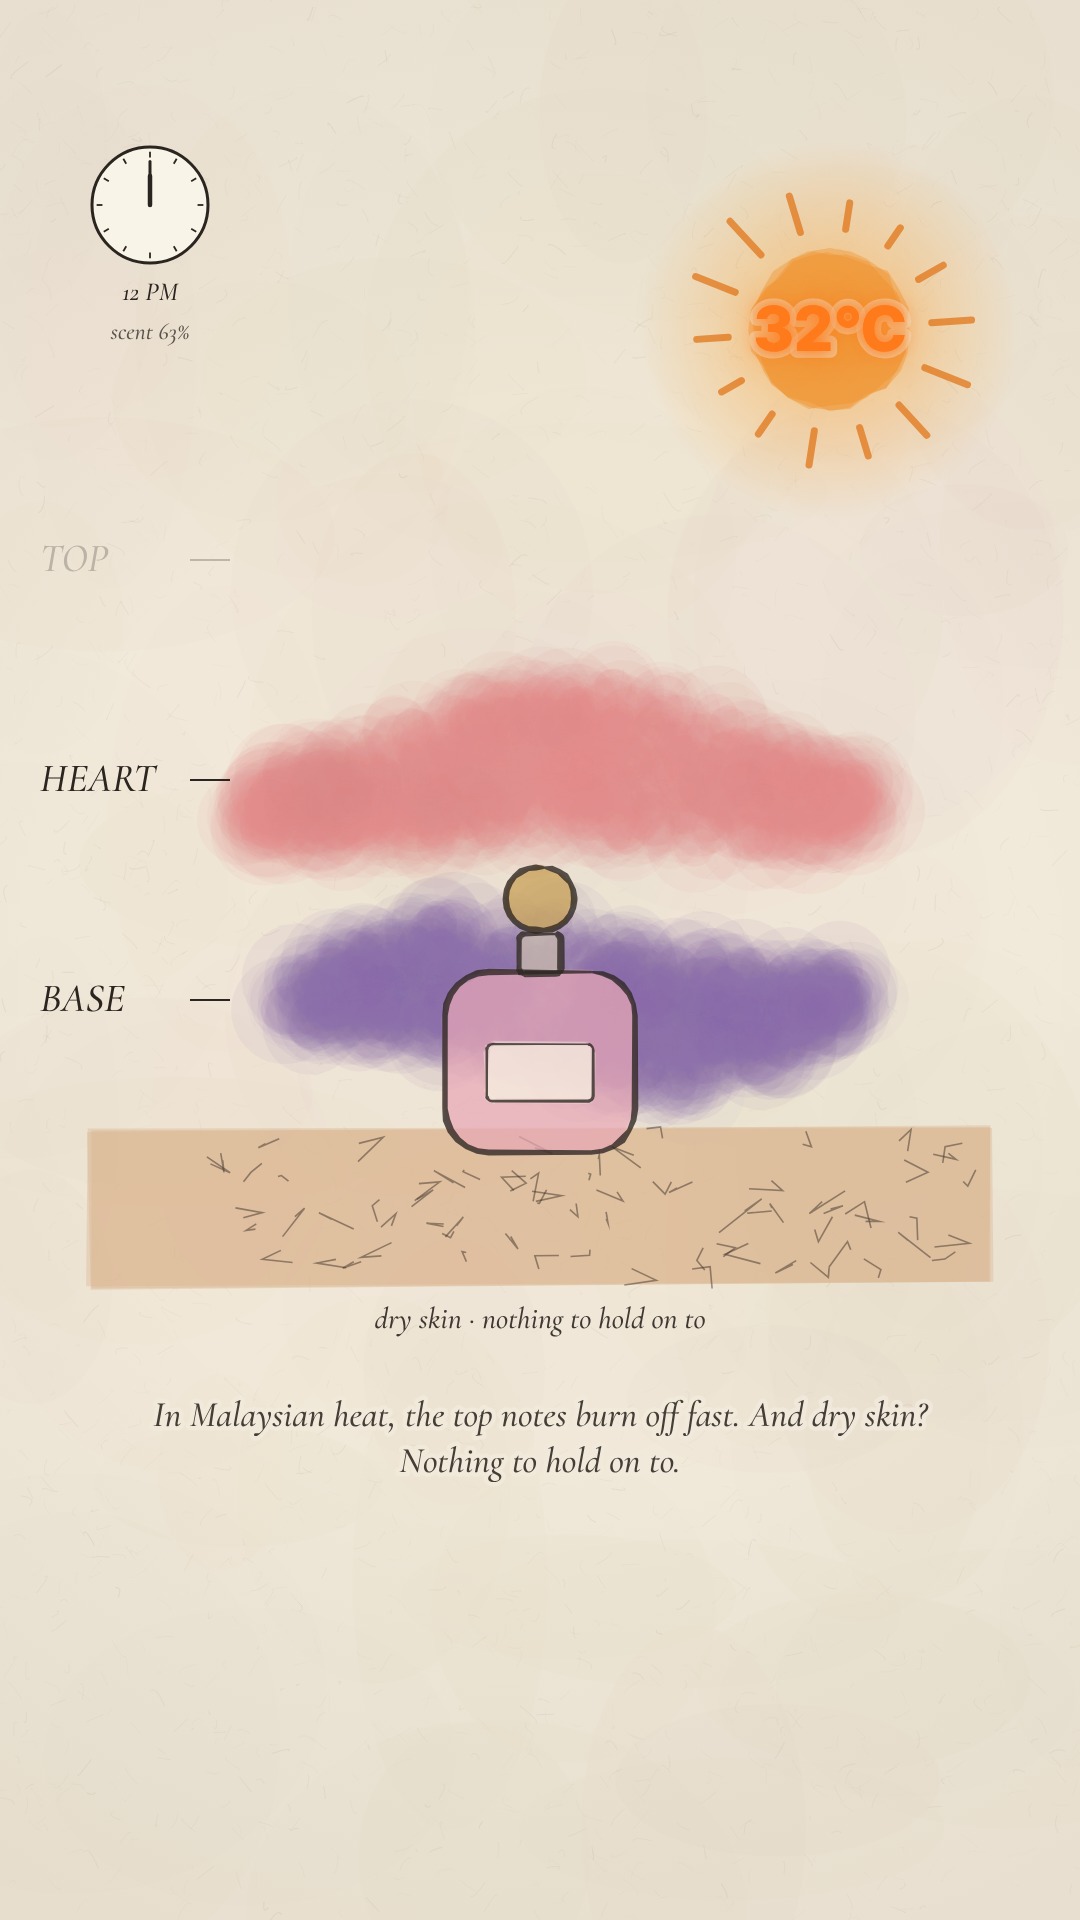 12 PM
scent 63%
32°C
TOP
HEART
BASE
dry skin · nothing to hold on to
In Malaysian heat, the top notes burn off fast. And dry skin?
Nothing to hold on to.